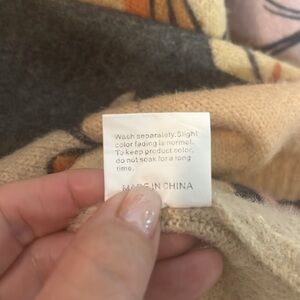 Wash separately.Slight
color fading is normal.
To keep product color,
do not soak for a long
time.
MADE IN CHINA